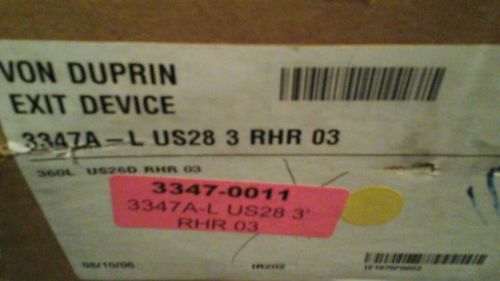 VON DUPRIN
EXIT DEVICE
3347A-L US28 3 RHR 03
360L US26D RHR 03
3347-0011
3347A-L US28 3'
RHR 03
IR202